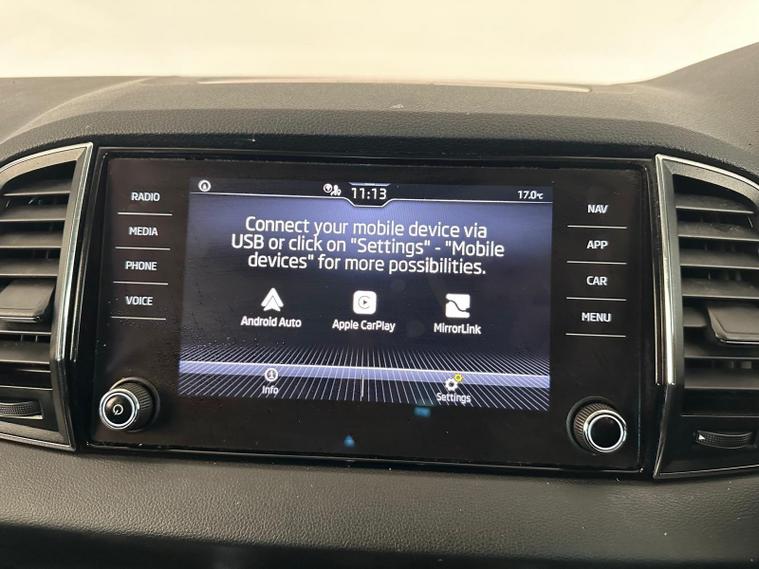 11:13
17.0°C
RADIO
MEDIA
PHONE
VOICE
Connect your mobile device via
USB or click on "Settings" - "Mobile
devices" for more possibilities.
Android Auto
Apple CarPlay
MirrorLink
Info
Settings
NAV
APP
CAR
MENU